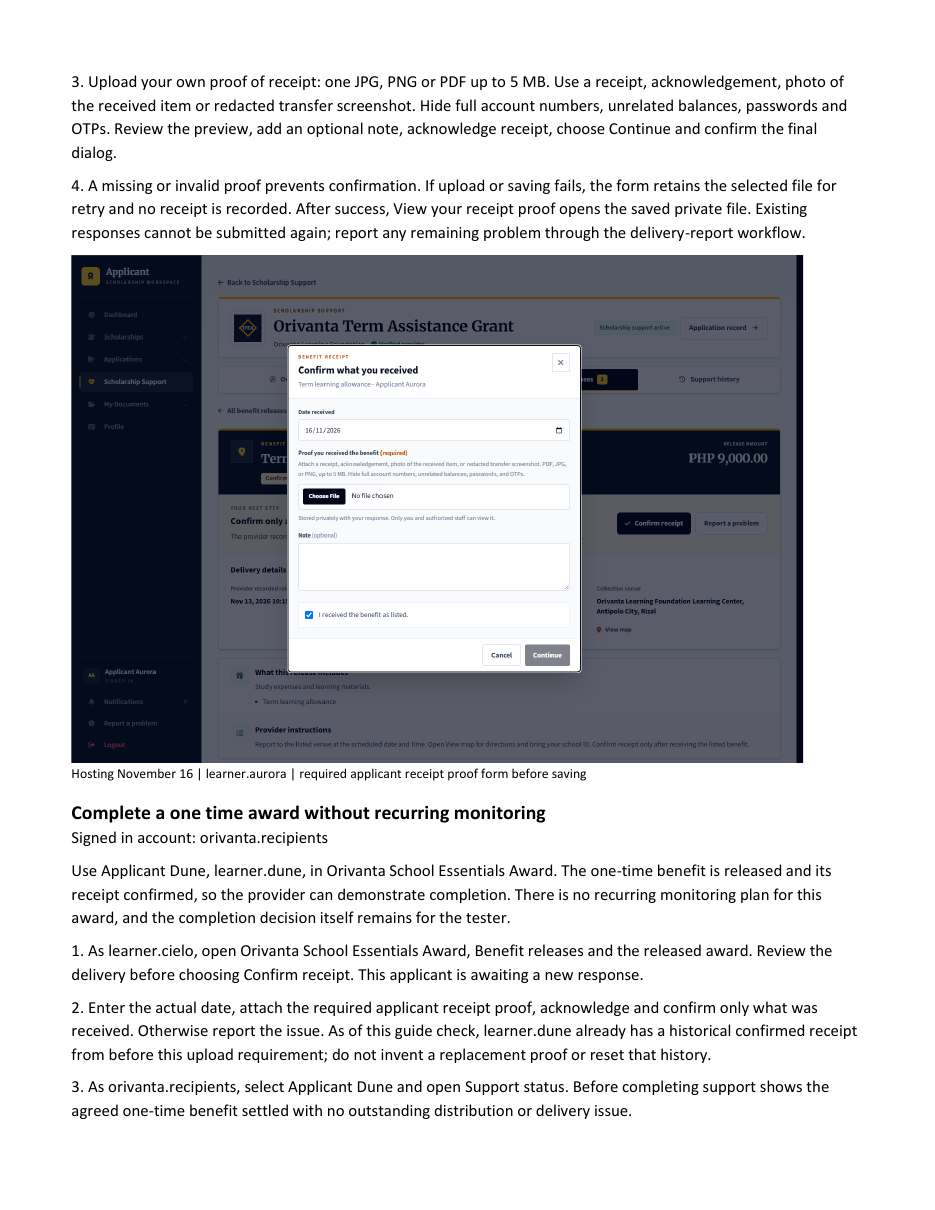 3. Upload your own proof of receipt: one JPG, PNG or PDF up to 5 MB. Use a receipt, acknowledgement, photo of
the received item or redacted transfer screenshot. Hide full account numbers, unrelated balances, passwords and
OTPs. Review the preview, add an optional note, acknowledge receipt, choose Continue and confirm the final
dialog.
4. A missing or invalid proof prevents confirmation. If upload or saving fails, the form retains the selected file for
retry and no receipt is recorded. After success, View your receipt proof opens the saved private file. Existing
responses cannot be submitted again; report any remaining problem through the delivery-report workflow.
Applicant
SCHOLARSHIP WORKSPACE
Dashboard
Scholarships
Applications
Scholarship Support
My Documents
Profile
Applicant Aurora
SIGNED IN
Notifications
Report a problem
Logout
Back to Scholarship Support
SCHOLARSHIP SUPPORT
Orivanta Term Assistance Grant
Orivanta Learning Foundation Verified provider
Scholarship support active
Application record
Support history
All benefit releases
RELEASE AMOUNT
PHP 9,000.00
YOUR NEXT STEP
Confirm only a
The provider recor
Confirm receipt
Report a problem
Delivery details
Provider recorded rel
Nov 13, 2026 10:1
Collection venue
Orivanta Learning Foundation Learning Center,
Antipolo City, Rizal
View map
BENEFIT RECEIPT
Confirm what you received
Term learning allowance - Applicant Aurora
Date received
16/11/2026
Proof you received the benefit (required)
Attach a receipt, acknowledgement, photo of the received item, or redacted transfer screenshot. PDF, JPG,
or PNG, up to 5 MB. Hide full account numbers, unrelated balances, passwords, and OTPs.
Choose File No file chosen
Stored privately with your response. Only you and authorized staff can view it.
Note (optional)
I received the benefit as listed.
Cancel
Continue
What this release includes
Study expenses and learning materials.
• Term learning allowance
Provider instructions
Report to the listed venue at the scheduled date and time. Open View map for directions and bring your school ID. Confirm receipt only after receiving the listed benefit.
Hosting November 16 | learner.aurora | required applicant receipt proof form before saving
Complete a one time award without recurring monitoring
Signed in account: orivanta.recipients
Use Applicant Dune, learner.dune, in Orivanta School Essentials Award. The one-time benefit is released and its
receipt confirmed, so the provider can demonstrate completion. There is no recurring monitoring plan for this
award, and the completion decision itself remains for the tester.
1. As learner.cielo, open Orivanta School Essentials Award, Benefit releases and the released award. Review the
delivery before choosing Confirm receipt. This applicant is awaiting a new response.
2. Enter the actual date, attach the required applicant receipt proof, acknowledge and confirm only what was
received. Otherwise report the issue. As of this guide check, learner.dune already has a historical confirmed receipt
from before this upload requirement; do not invent a replacement proof or reset that history.
3. As orivanta.recipients, select Applicant Dune and open Support status. Before completing support shows the
agreed one-time benefit settled with no outstanding distribution or delivery issue.